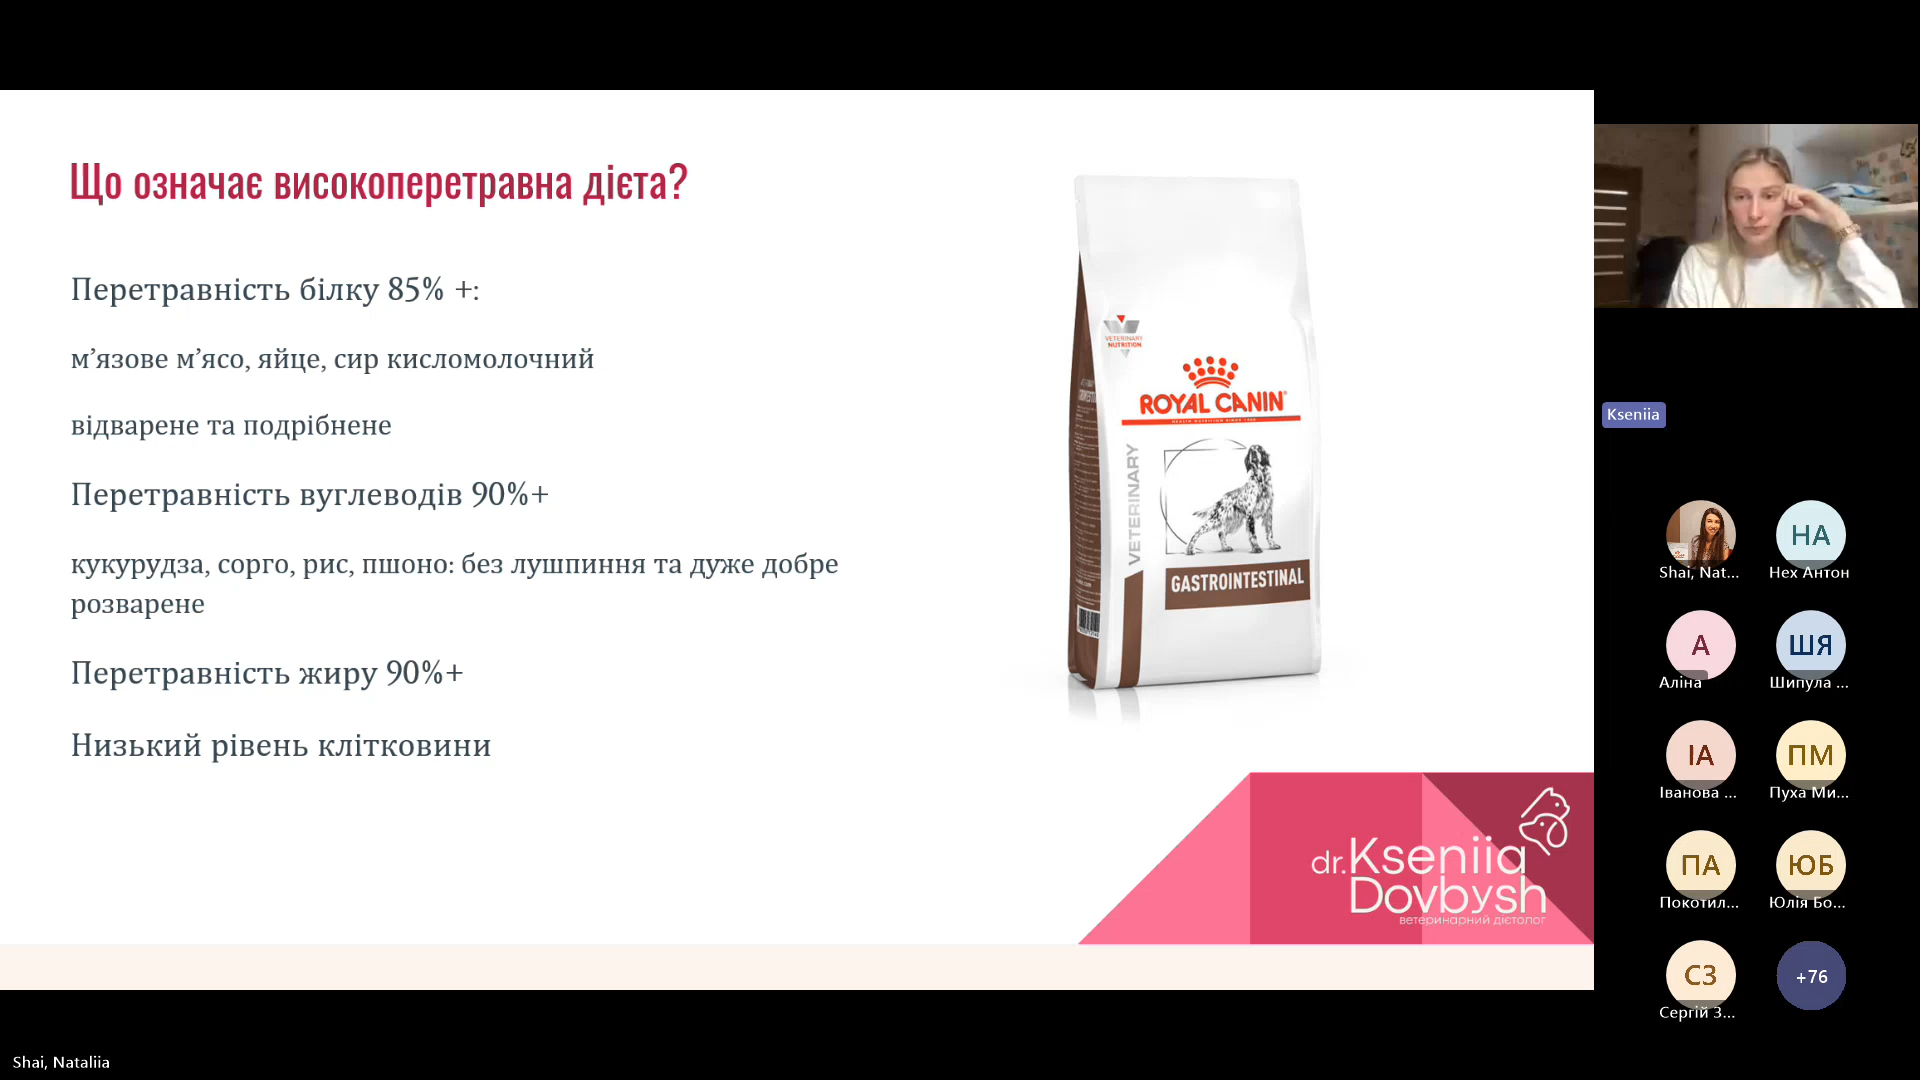 Що означає високоперетравна дієта?
Перетравність білку 85% +:
м’язове м’ясо, яйце, сир кисломолочний
відварене та подрібнене
Перетравність вуглеводів 90%+
кукурудза, сорго, рис, пшоно: без лушпиння та дуже добре
розварене
Перетравність жиру 90%+
Низький рівень клітковини
VETERINARY
NUTRITION
ROYAL CANIN
VETERINARY
GASTROINTESTINAL
dr.Kseniia
Dovbysh
ветеринарний дієтолог
Kseniia
Shai, Nat...
НА
Нех Антон
А
Аліна
ШЯ
Шипула ...
ІА
Іванова ...
ПМ
Пуха Ми...
ПА
Покотил...
ЮБ
Юлія Бо...
СЗ
Сергій З...
+76
Shai, Nataliia